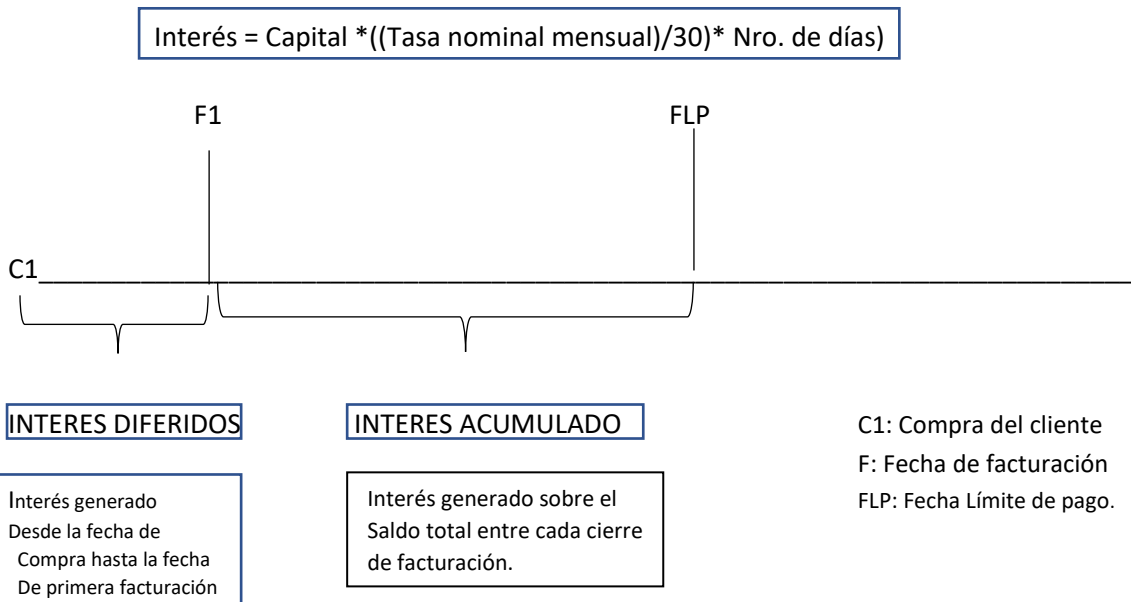 Interés = Capital *((Tasa nominal mensual)/30)* Nro. de días)
F1
FLP
C1
INTERES DIFERIDOS
Interés generado
Desde la fecha de
Compra hasta la fecha
De primera facturación
INTERES ACUMULADO
Interés generado sobre el
Saldo total entre cada cierre
de facturación.
C1: Compra del cliente
F: Fecha de facturación
FLP: Fecha Límite de pago.